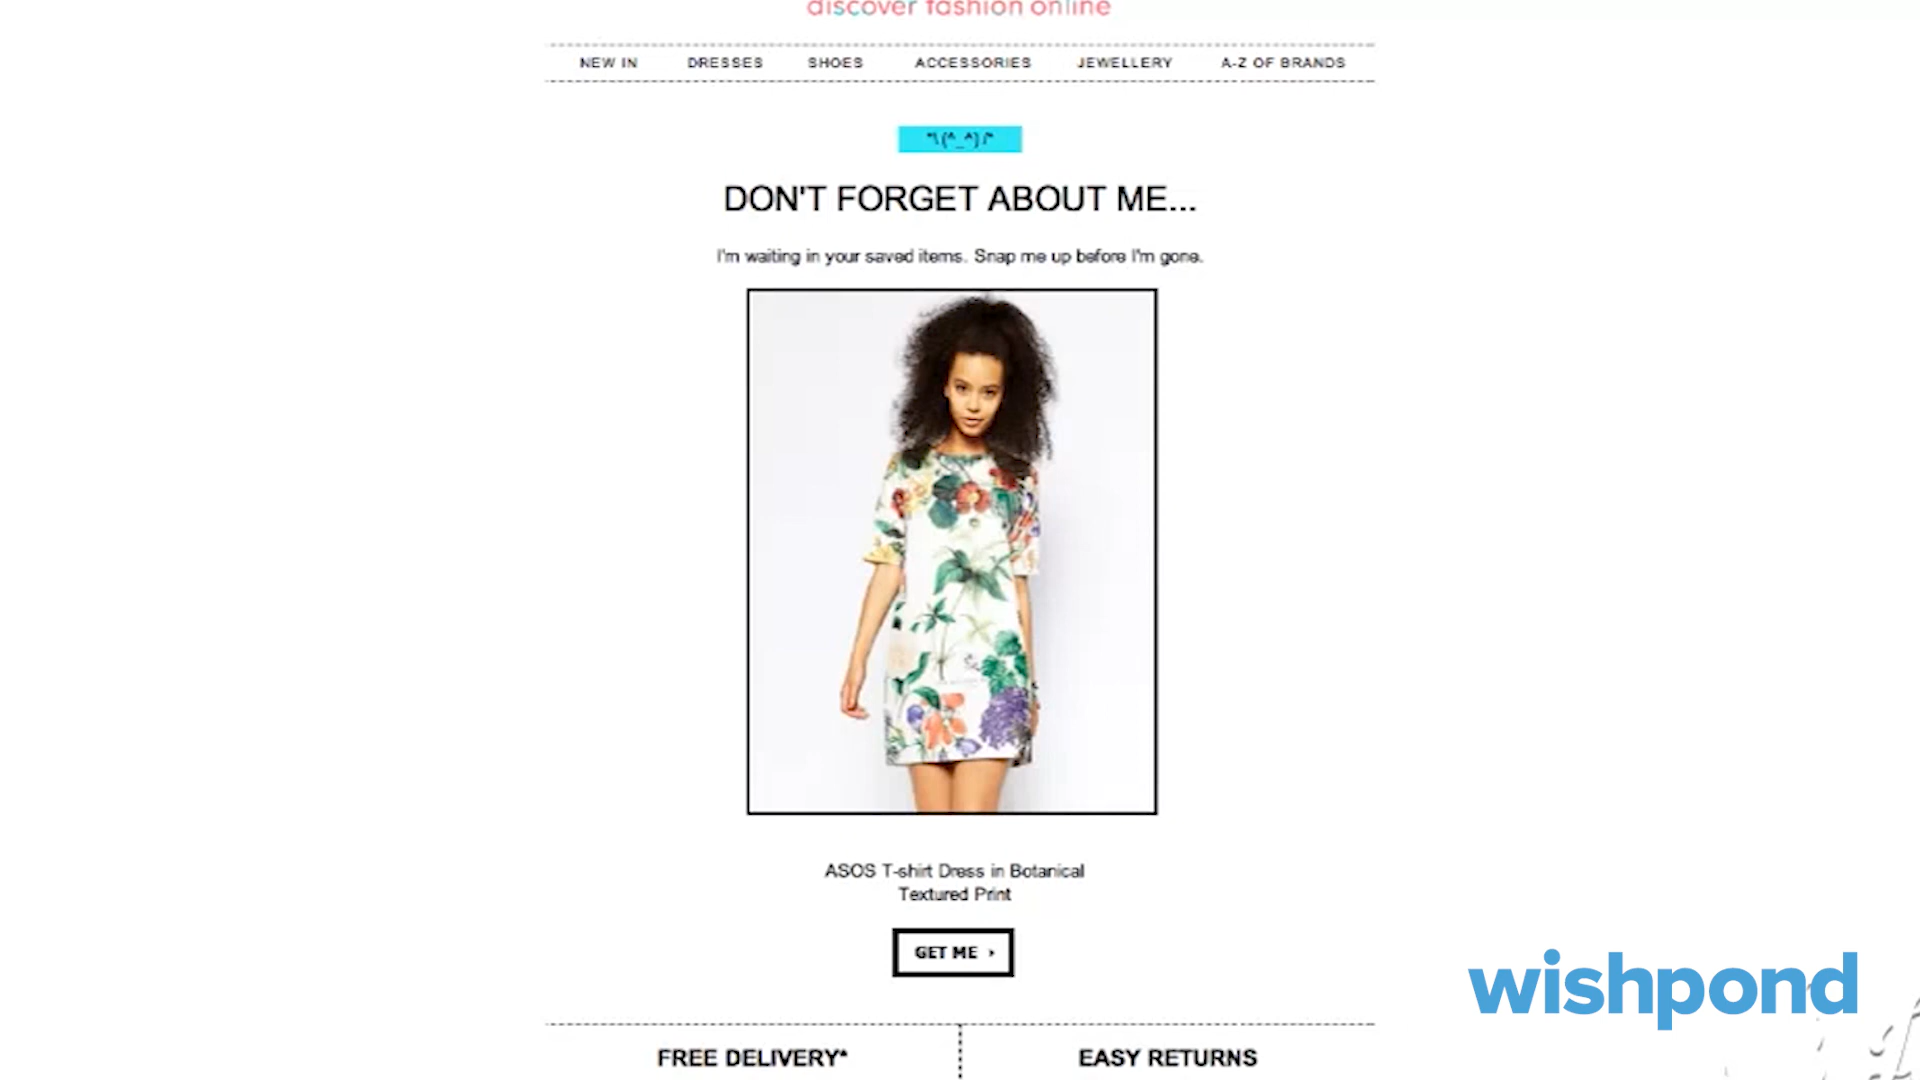 discover fashion online
NEW IN DRESSES SHOES ACCESSORIES JEWELLERY A-Z OF BRANDS
*\(^_^)/*
DON'T FORGET ABOUT ME...
I'm waiting in your saved items. Snap me up before I'm gone.
ASOS T-shirt Dress in Botanical
Textured Print
GET ME ›
wishpond
FREE DELIVERY* EASY RETURNS